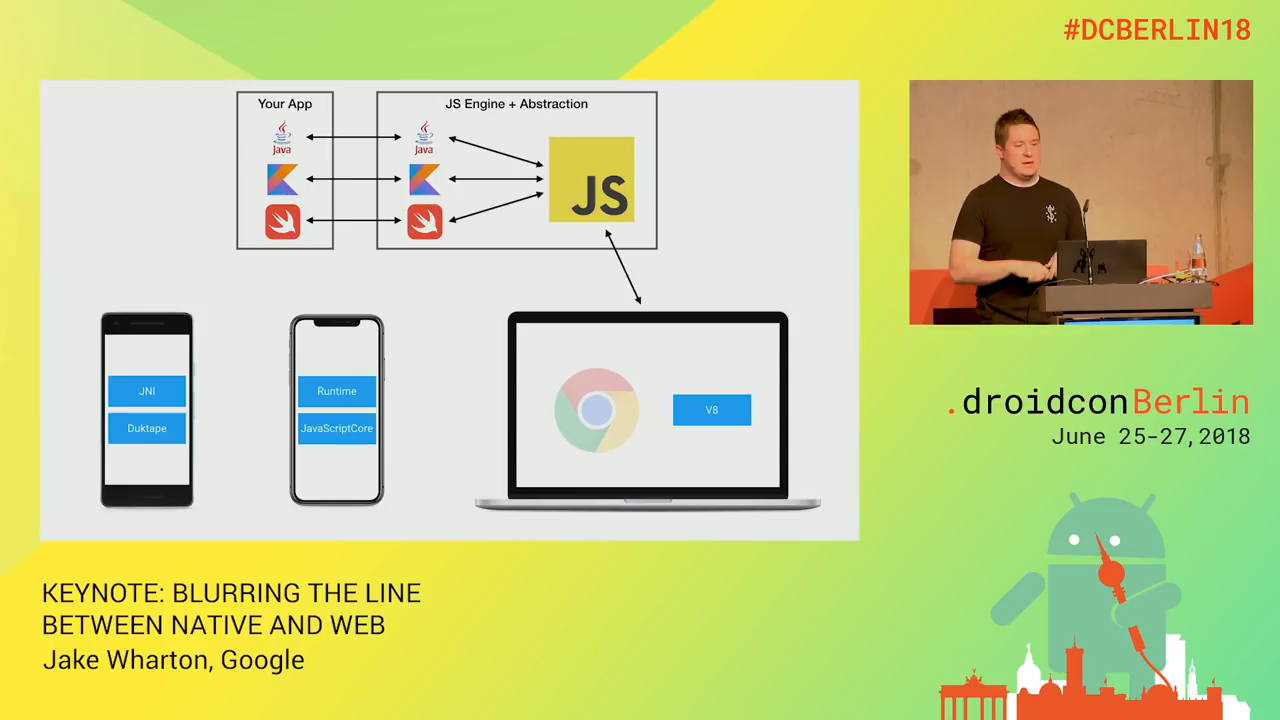 #DCBERLIN18
Your App
JS Engine + Abstraction
Java
Java
JS
JNI
Duktape
Runtime
JavaScriptCore
V8
.droidconBerlin
June 25-27, 2018
KEYNOTE: BLURRING THE LINE
BETWEEN NATIVE AND WEB
Jake Wharton, Google